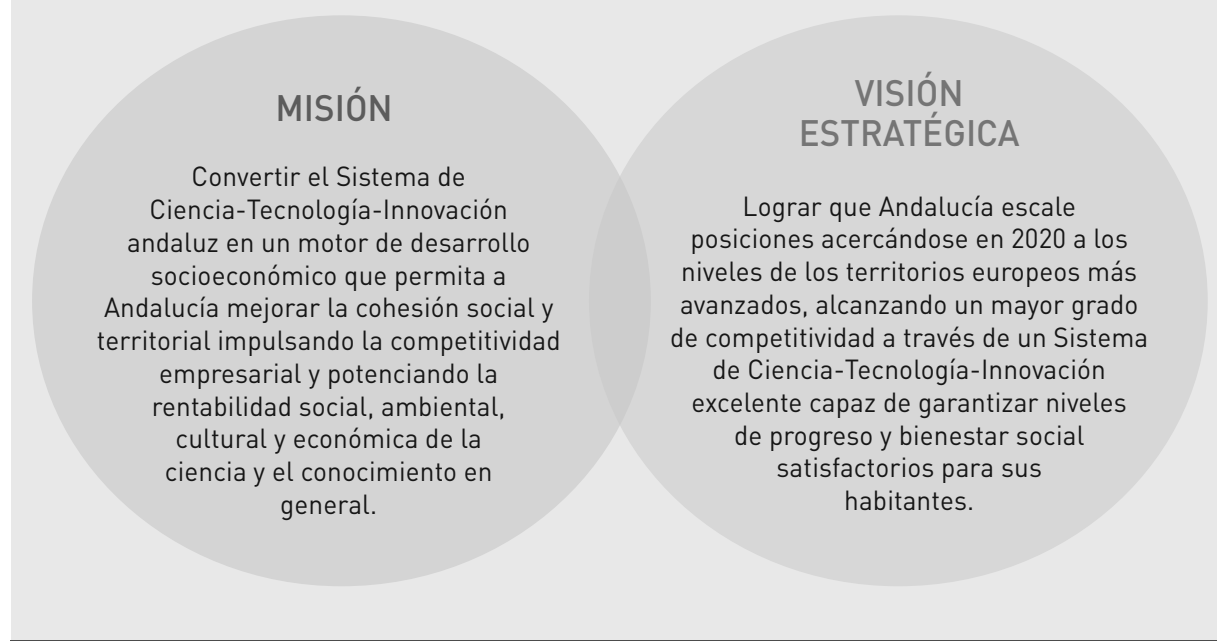 MISIÓN
Convertir el Sistema de
Ciencia-Tecnología-Innovación
andaluz en un motor de desarrollo
socioeconómico que permita a
Andalucía mejorar la cohesión social y
territorial impulsando la competitividad
empresarial y potenciando la
rentabilidad social, ambiental,
cultural y económica de la
ciencia y el conocimiento en
general.
VISIÓN
ESTRATÉGICA
Lograr que Andalucía escale
posiciones acercándose en 2020 a los
niveles de los territorios europeos más
avanzados, alcanzando un mayor grado
de competitividad a través de un Sistema
de Ciencia-Tecnología-Innovación
excelente capaz de garantizar niveles
de progreso y bienestar social
satisfactorios para sus
habitantes.